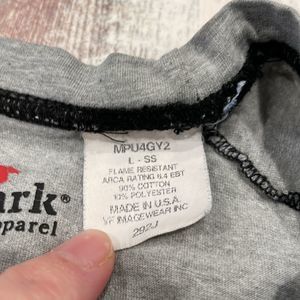 MPU4GY2
L - SS
FLAME RESISTANT
ARCA RATING 8.4 EBT
90% COTTON
10% POLYESTER
MADE IN U.S.A.
VF IMAGEWEAR INC
292J
ark
pparel